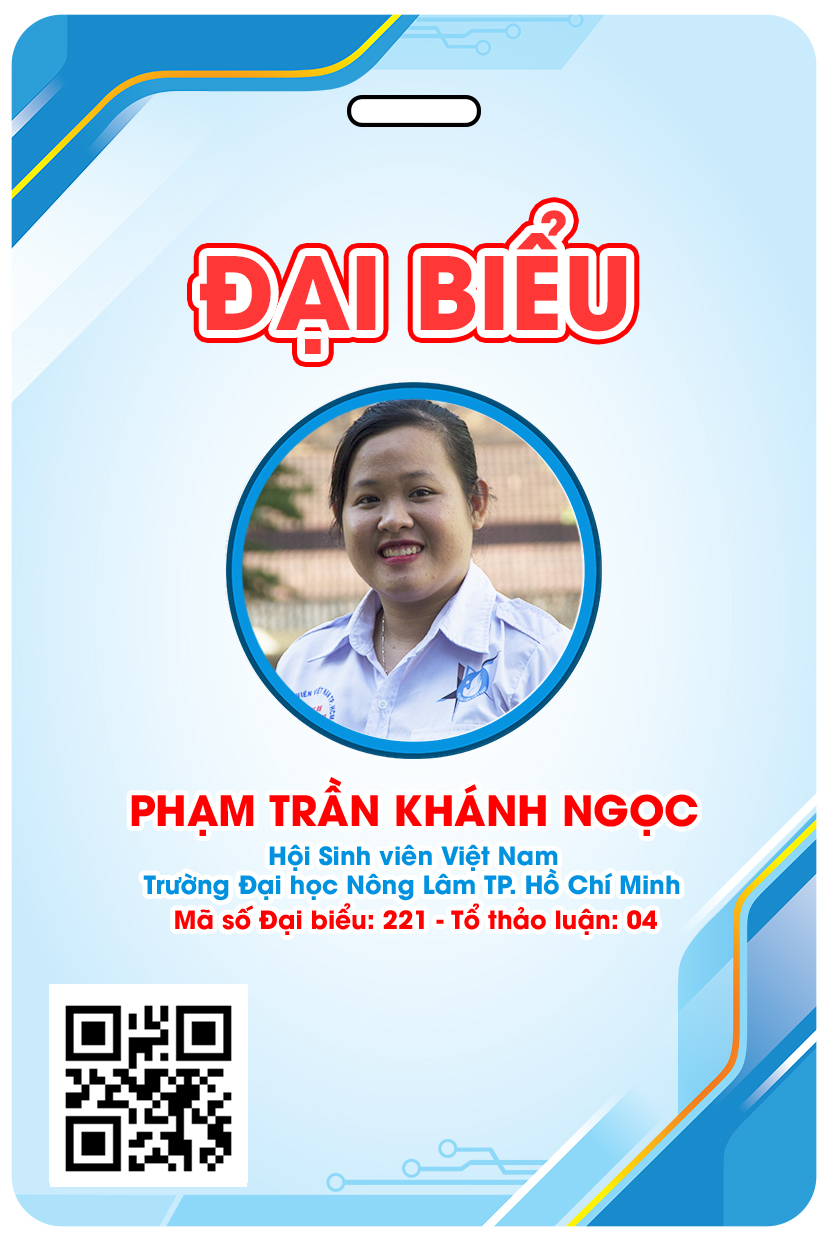 ĐẠI BIỂU
PHẠM TRẦN KHÁNH NGỌC
Hội Sinh viên Việt Nam
Trường Đại học Nông Lâm TP. Hồ Chí Minh
Mã số Đại biểu: 221 - Tổ thảo luận: 04